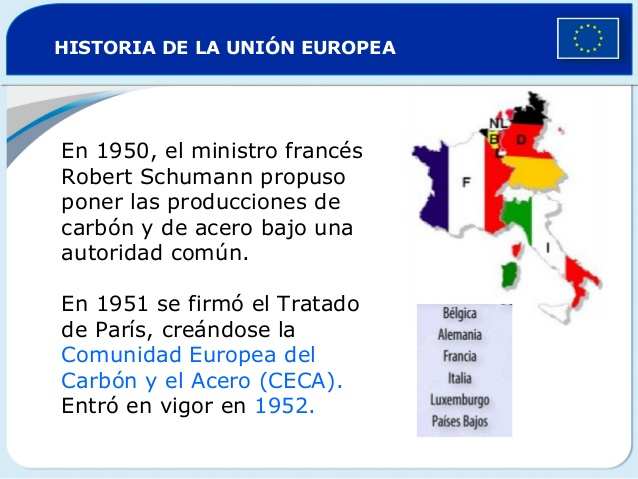 HISTORIA DE LA UNIÓN EUROPEA
En 1950, el ministro francés
Robert Schumann propuso
poner las producciones de
carbón y de acero bajo una
autoridad común.
En 1951 se firmó el Tratado
de París, creándose la
Comunidad Europea del
Carbón y el Acero (CECA).
Entró en vigor en 1952.
NL
B
D
L
F
I
Bélgica
Alemania
Francia
Italia
Luxemburgo
Países Bajos